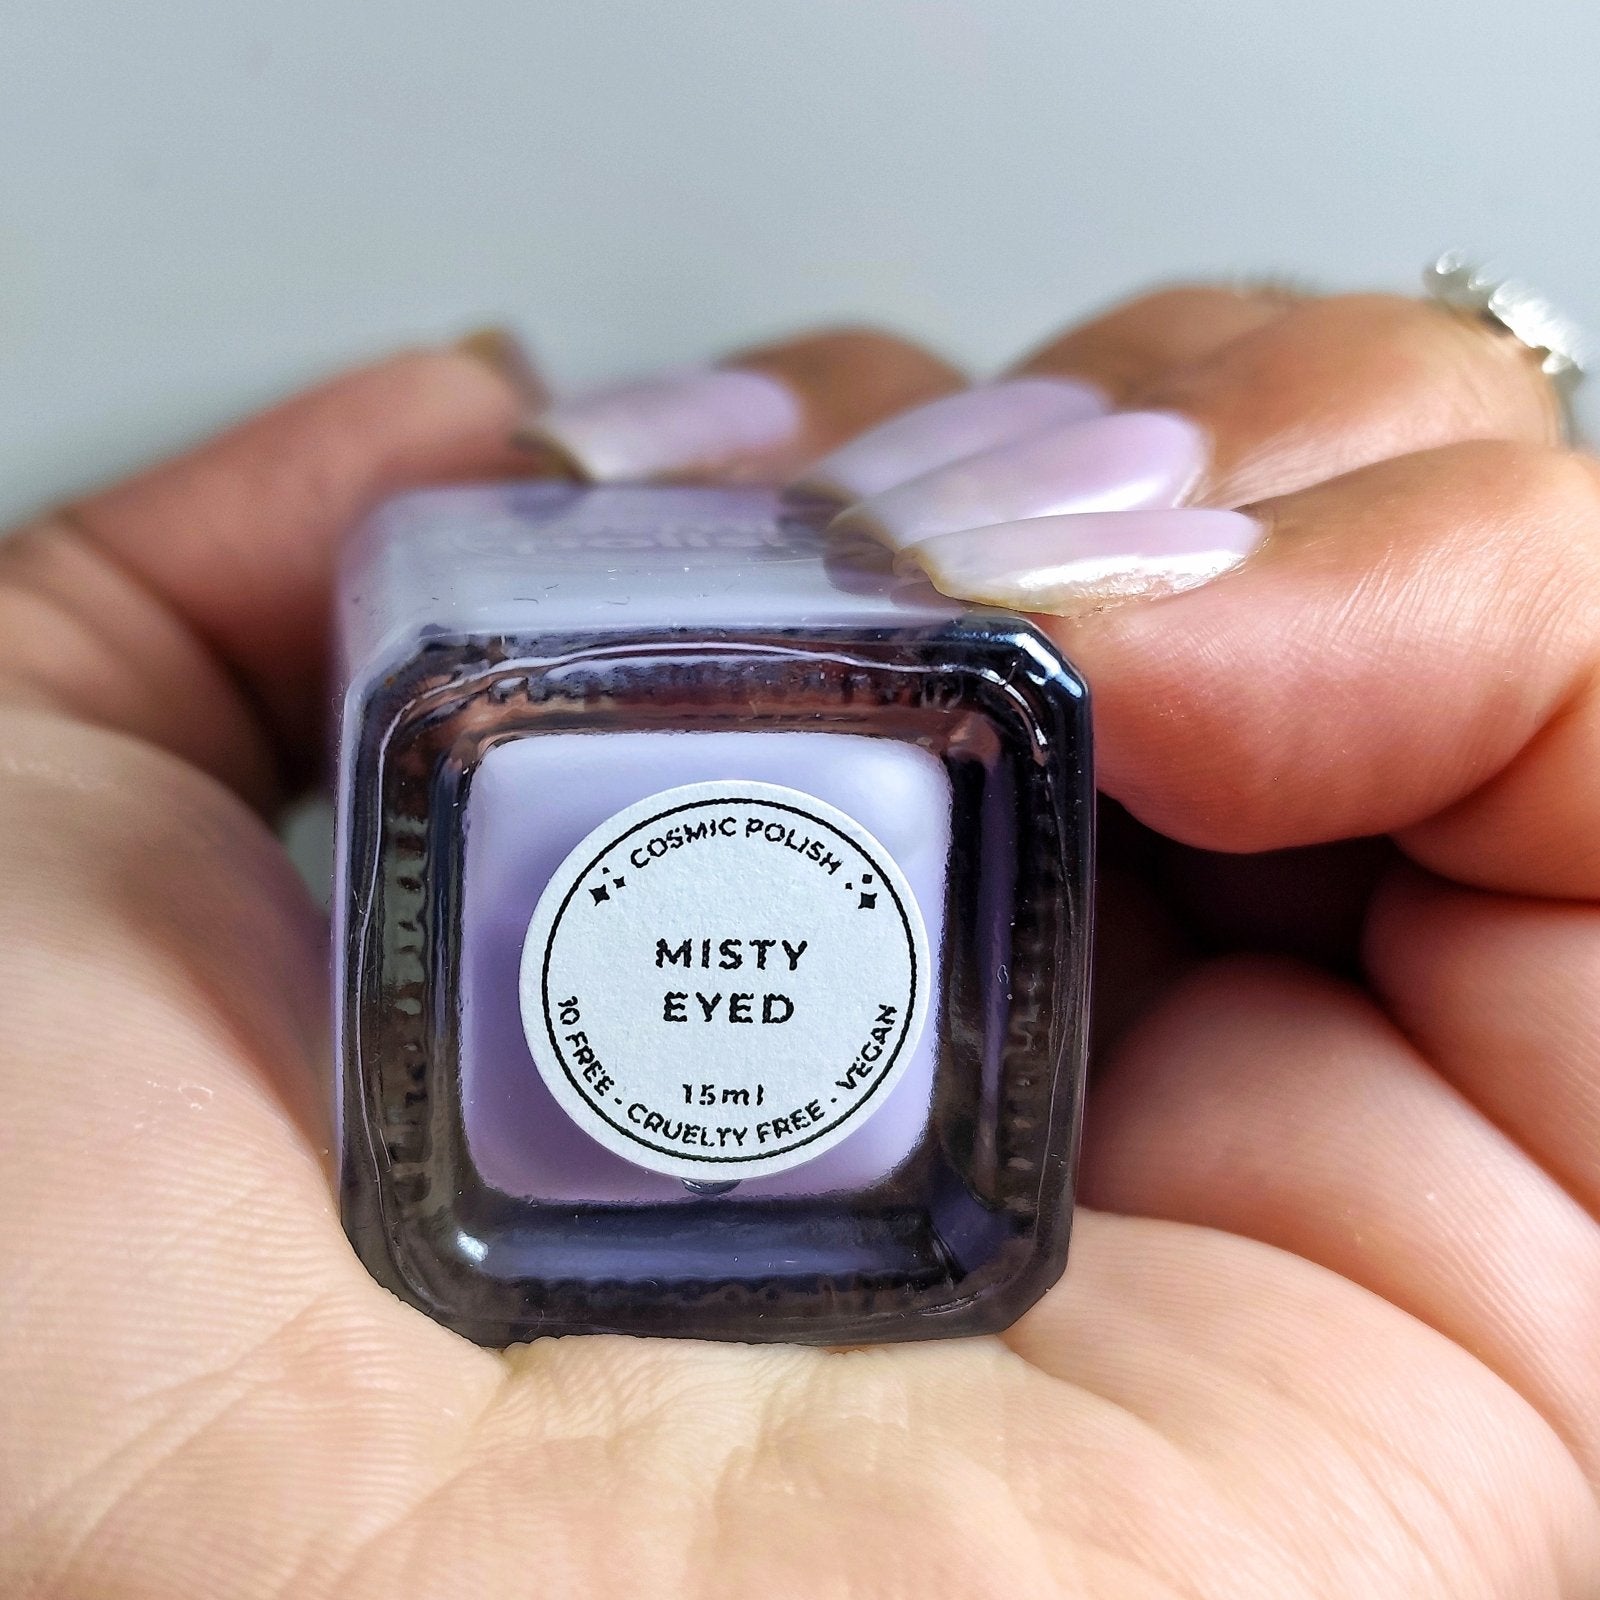 COSMIC POLISH
MISTY
EYED
15ml
10 FREE - CRUELTY FREE - VEGAN